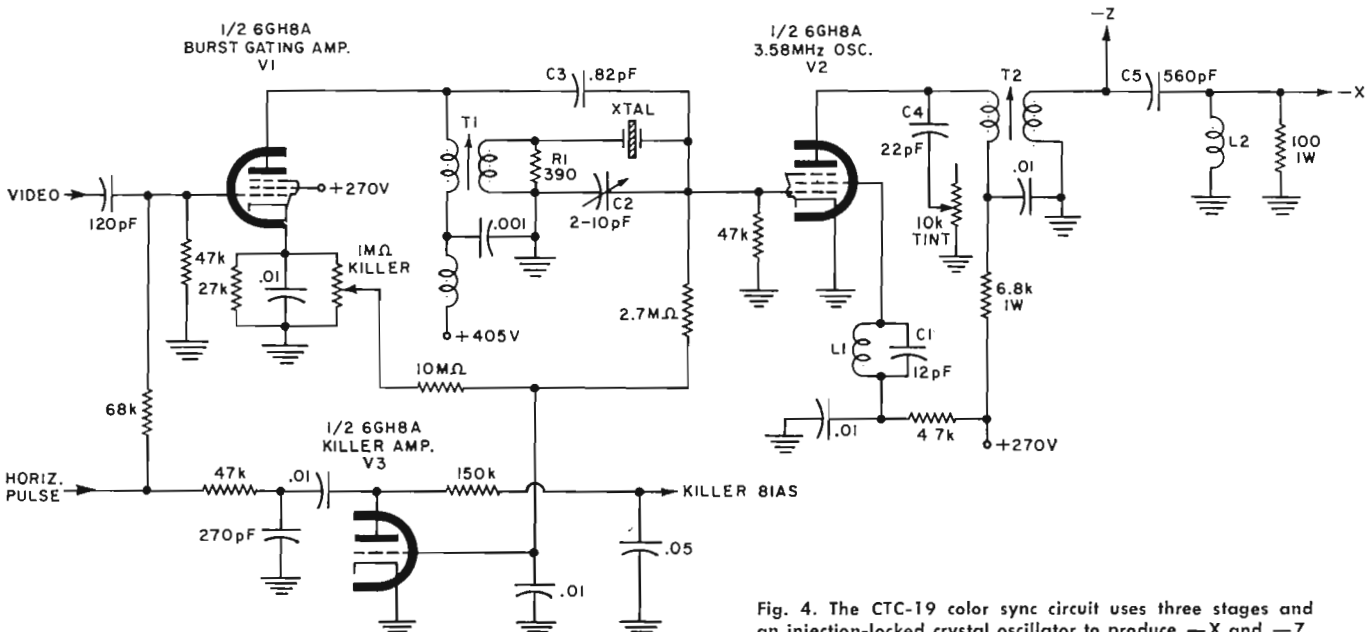 1/2 6GH8A
BURST GATING AMP.
V1
1/2 6GH8A
3.58MHz OSC.
V2
−Z
C3
.82pF
XTAL
T1
R1
390
C2
2-10pF
C4
22pF
10k
TINT
T2
C5
560pF
−X
L2
100
1W
VIDEO
120pF
+270V
47k
27k
.01
1MΩ
KILLER
.001
+405V
47k
2.7MΩ
.01
6.8k
1W
L1
C1
12pF
.01
4 7k
+270V
68k
10MΩ
1/2 6GH8A
KILLER AMP.
V3
HORIZ.
PULSE
47k
.01
150k
KILLER BIAS
270pF
.01
.05
Fig. 4. The CTC-19 color sync circuit uses three stages and
an injection-locked crystal oscillator to produce −X and −Z